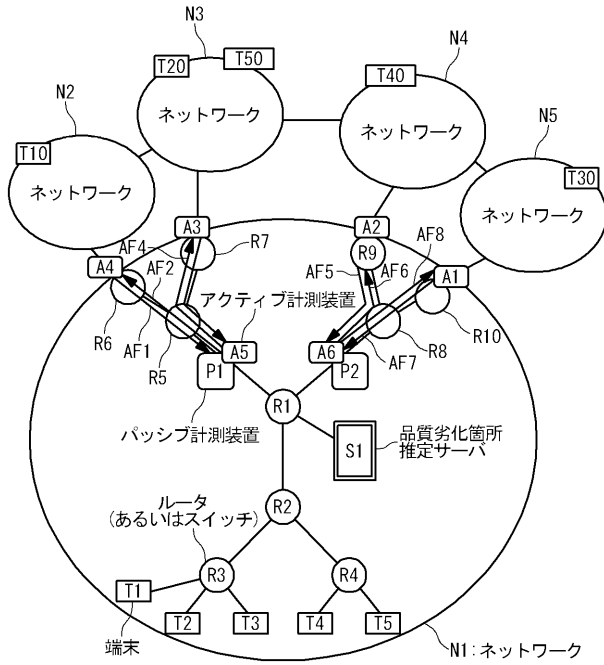 N3
N4
T20
T50
T40
N2
ネットワーク
ネットワーク
N5
T10
T30
ネットワーク
ネットワーク
A3
A2
AF4
R7
R9
AF8
A4
AF2
AF5
AF6
A1
アクティブ計測装置
R6
R10
AF1
R5
A5
A6
R8
P1
P2
AF7
R1
パッシブ計測装置
S1
品質劣化箇所
推定サーバ
ルータ
(あるいはスイッチ)
R2
R3
R4
T1
T2
T3
T4
T5
端末
N1:ネットワーク